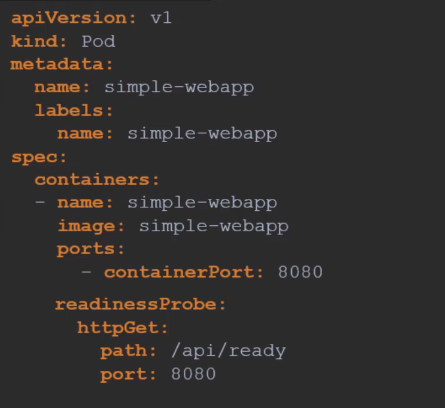 apiVersion: v1
kind: Pod
metadata:
  name: simple-webapp
  labels:
    name: simple-webapp
spec:
  containers:
  - name: simple-webapp
    image: simple-webapp
    ports:
      - containerPort: 8080
    readinessProbe:
      httpGet:
        path: /api/ready
        port: 8080